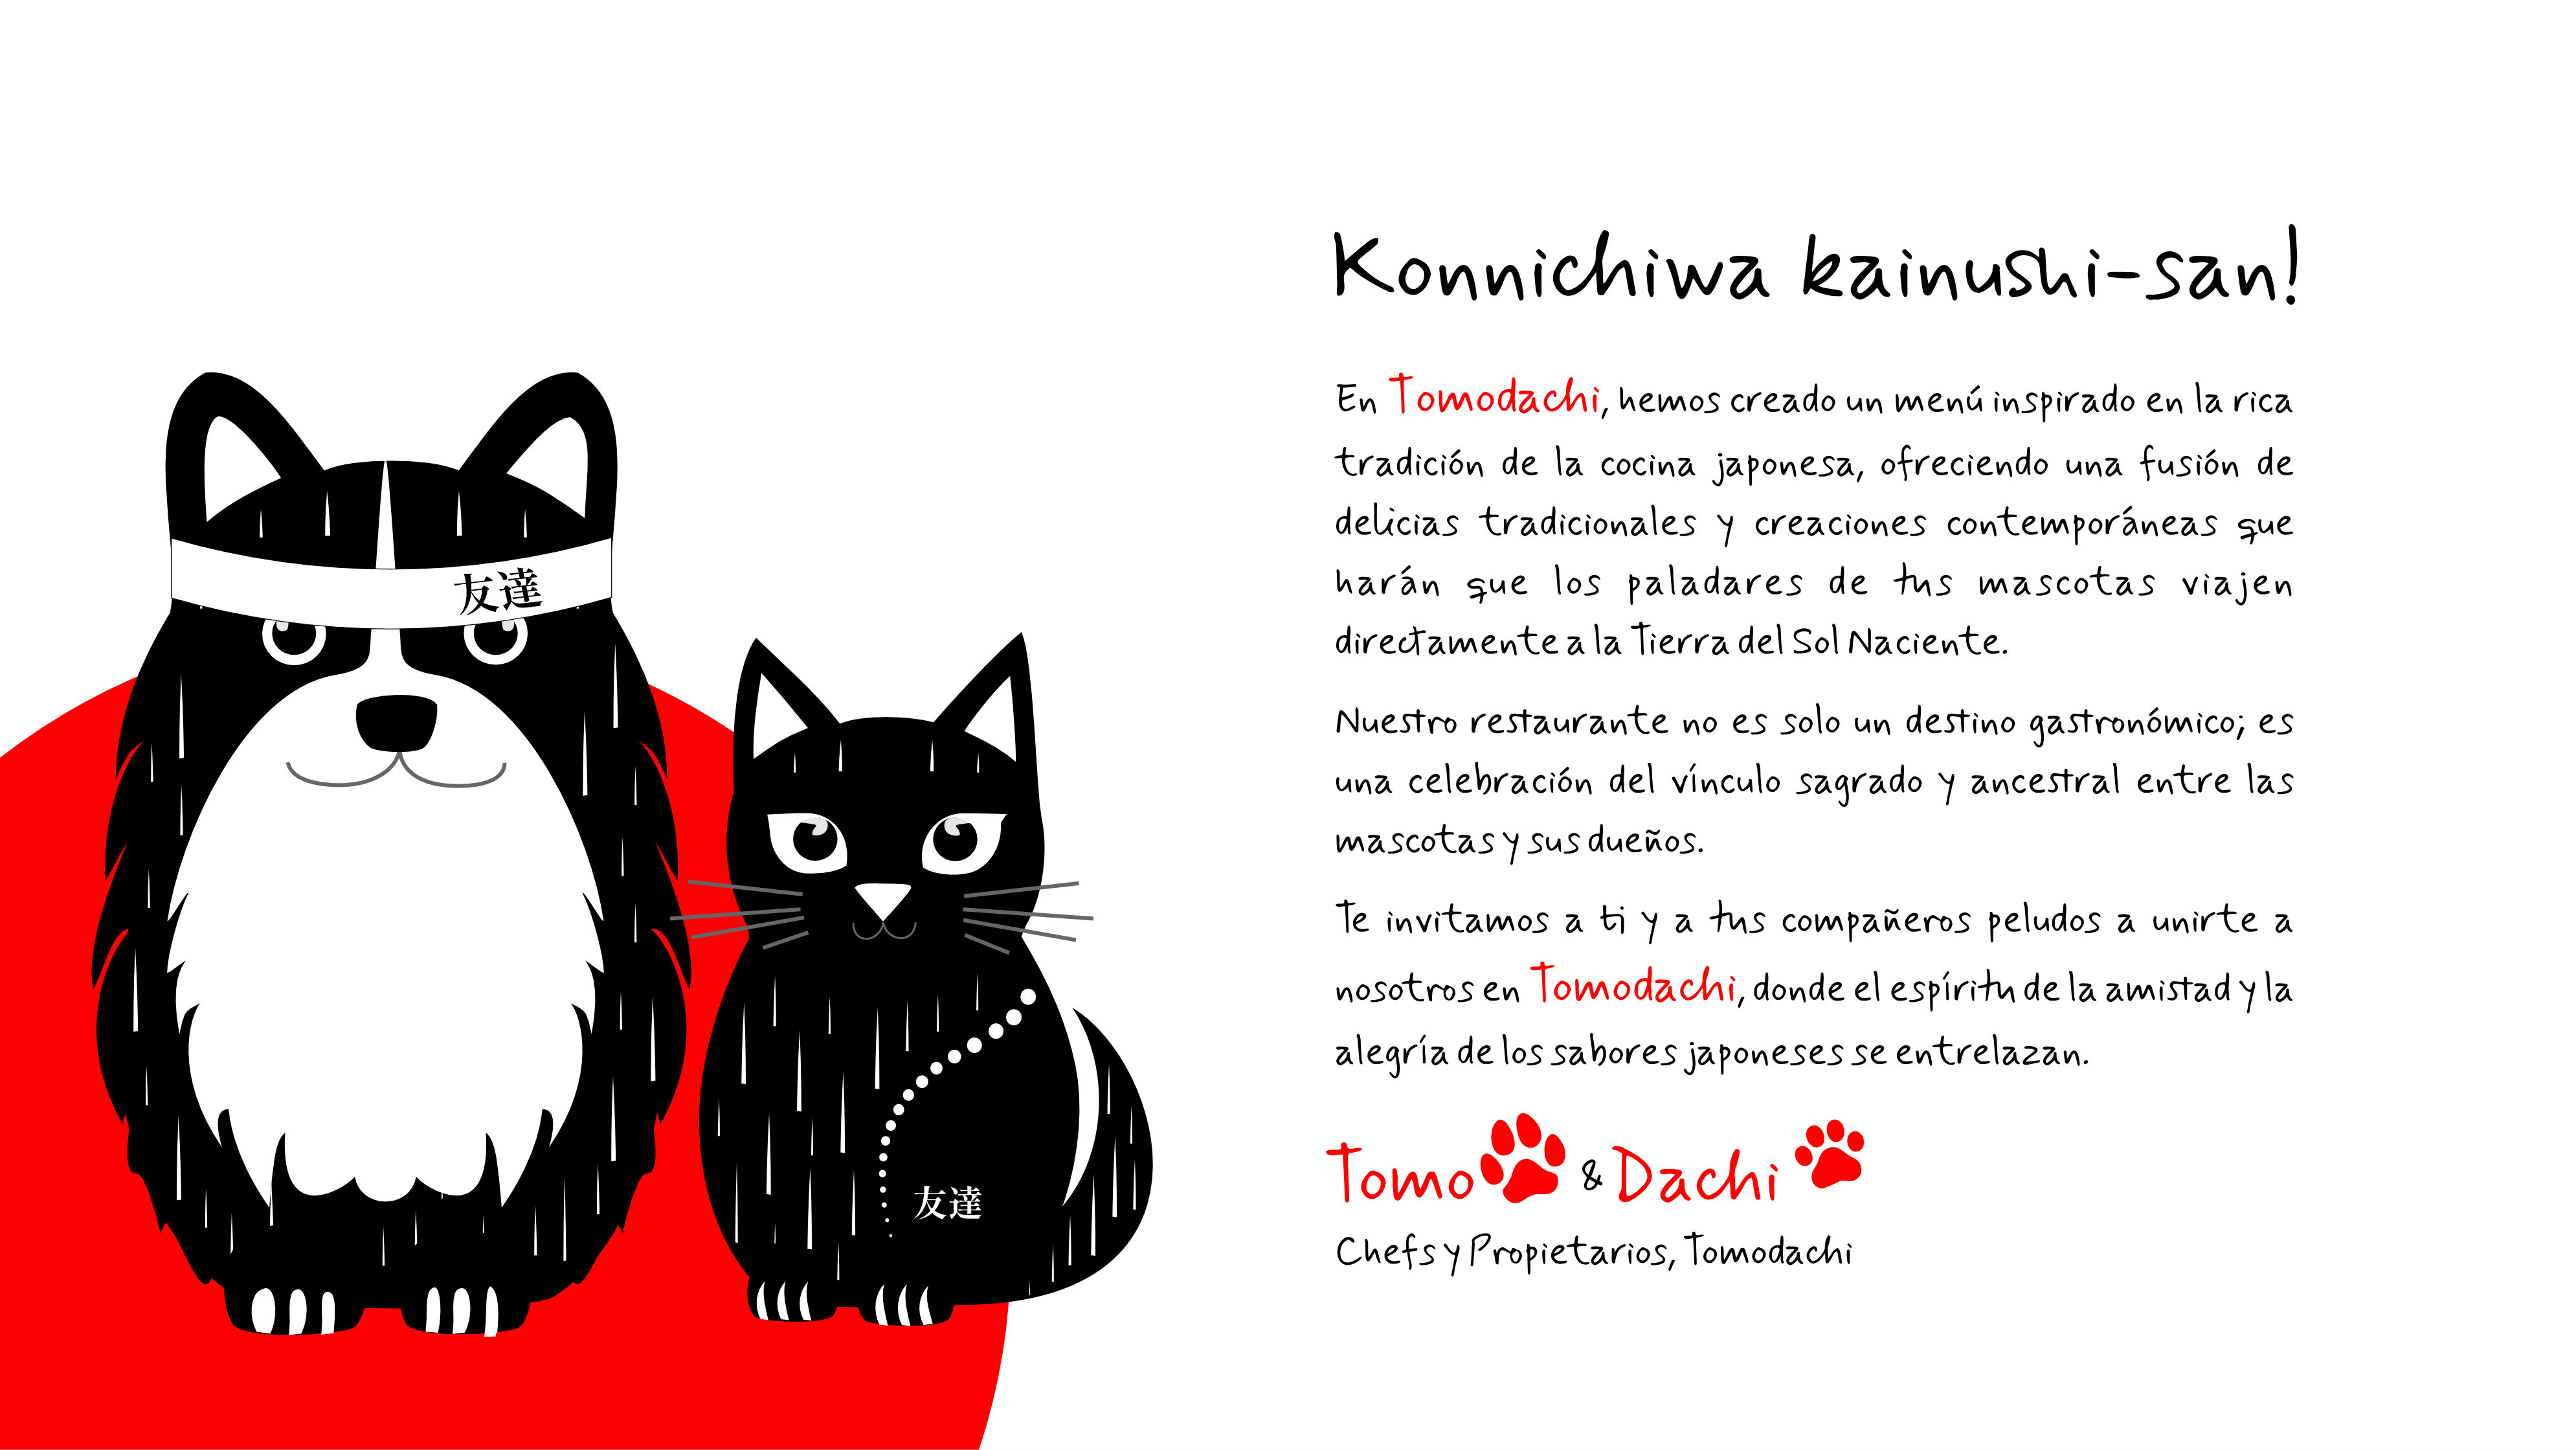 Konnichiwa kainushi-san!
En Tomodachi, hemos creado un menú inspirado en la rica
tradición de la cocina japonesa, ofreciendo una fusión de
delicias tradicionales y creaciones contemporáneas que
harán que los paladares de tus mascotas viajen
directamente a la Tierra del Sol Naciente.
Nuestro restaurante no es solo un destino gastronómico; es
una celebración del vínculo sagrado y ancestral entre las
mascotas y sus dueños.
Te invitamos a ti y a tus compañeros peludos a unirte a
nosotros en Tomodachi, donde el espíritu de la amistad y la
alegría de los sabores japoneses se entrelazan.
Tomo & Dachi
Chefs y Propietarios, Tomodachi
友達
友達